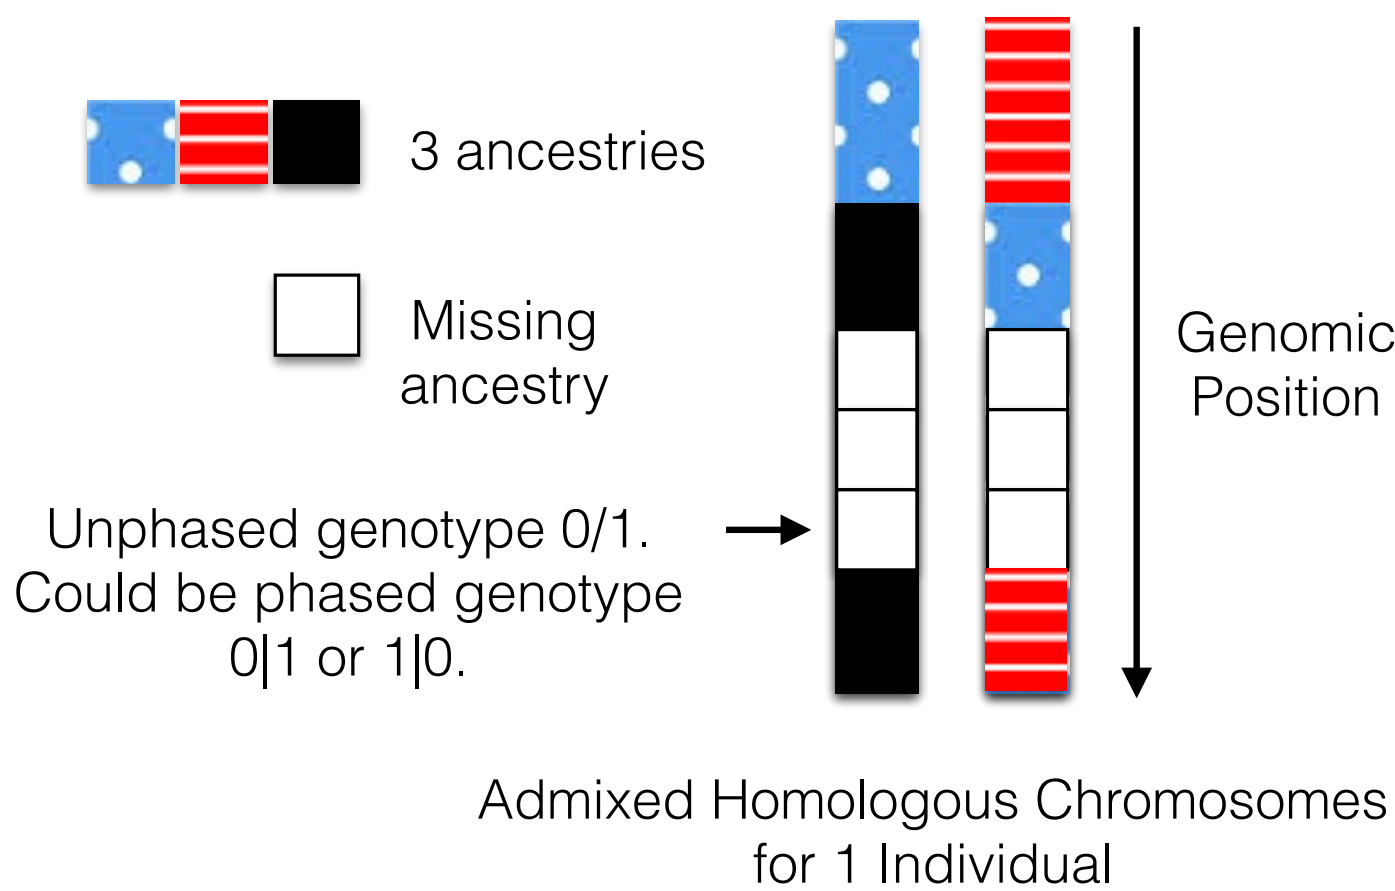 3 ancestries
Missing
ancestry
Unphased genotype 0/1.
Could be phased genotype
0|1 or 1|0.
Genomic
Position
Admixed Homologous Chromosomes
for 1 Individual